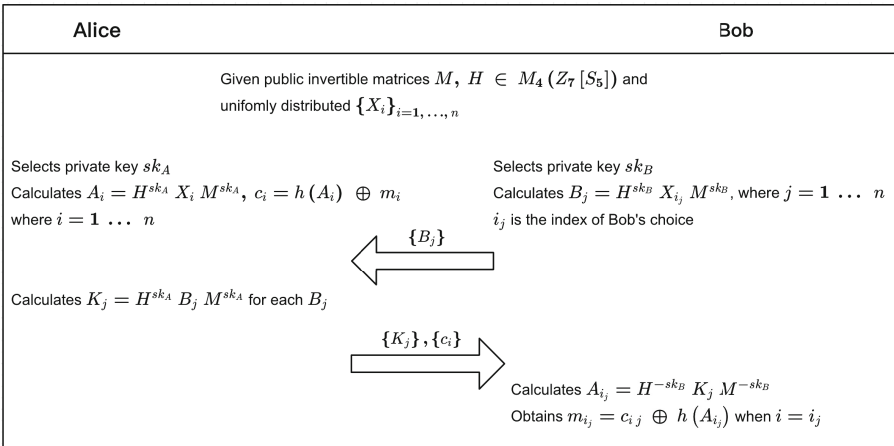 Alice
Bob
Given public invertible matrices M, H ∈ M₄ (Z₇ [S₅]) and
unifomly distributed {X_i}_{i=1, ..., n}
Selects private key sk_A
Calculates A_i = H^{sk_A} X_i M^{sk_A}, c_i = h (A_i) ⊕ m_i
where i = 1 ... n
Selects private key sk_B
Calculates B_j = H^{sk_B} X_{i_j} M^{sk_B}, where j = 1 ... n
i_j is the index of Bob's choice
{B_j}
Calculates K_j = H^{sk_A} B_j M^{sk_A} for each B_j
{K_j} , {c_i}
Calculates A_{i_j} = H^{-sk_B} K_j M^{-sk_B}
Obtains m_{i_j} = c_{i j} ⊕ h (A_{i_j}) when i = i_j